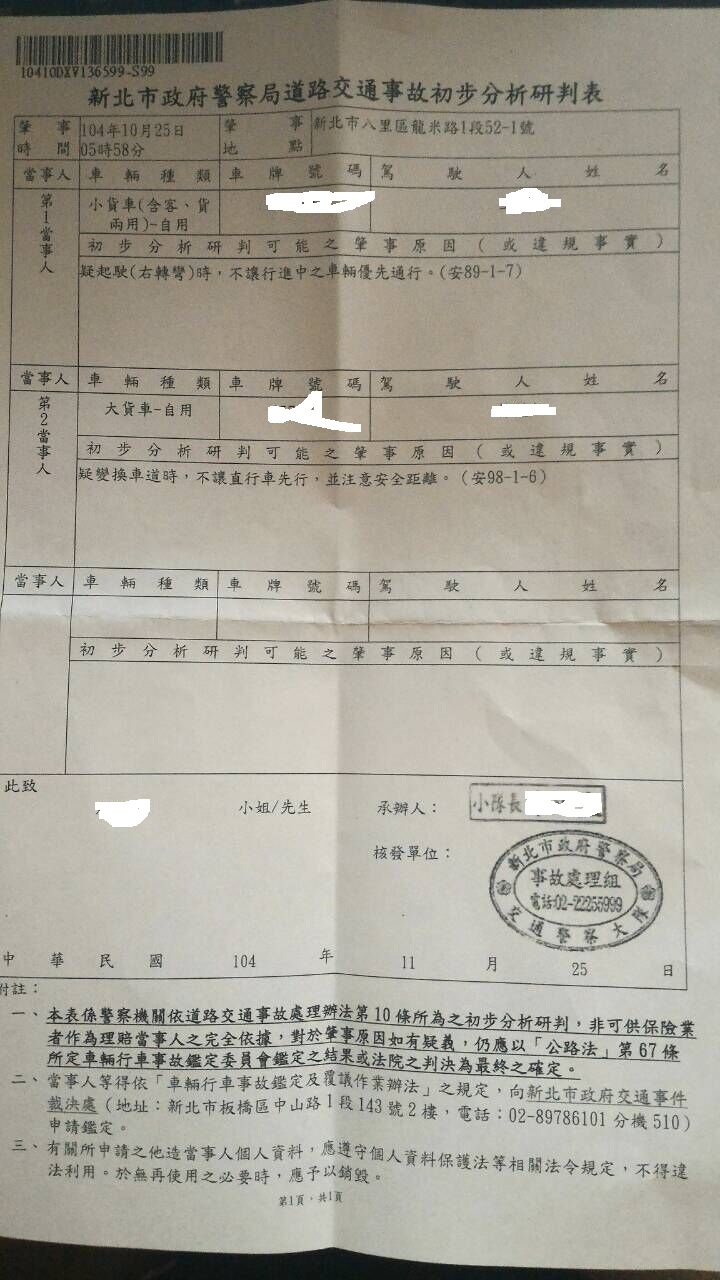 10410DXV136599-S99
新北市政府警察局道路交通事故初步分析研判表
肇事時間 104年10月25日 05時58分 肇事地點 新北市八里區龍米路1段52-1號
當事人 車輛種類 車牌號碼 駕駛人姓名
第1當事人 小貨車(含客、貨兩用)-自用
初步分析研判可能之肇事原因(或違規事實)
疑起駛(右轉彎)時,不讓行進中之車輛優先通行。(安89-1-7)
當事人 車輛種類 車牌號碼 駕駛人姓名
第2當事人 大貨車-自用
初步分析研判可能之肇事原因(或違規事實)
疑變換車道時,不讓直行車先行,並注意安全距離。(安98-1-6)
當事人 車輛種類 車牌號碼 駕駛人姓名
初步分析研判可能之肇事原因(或違規事實)
此致
小姐/先生 承辦人: 小隊長
核發單位:
新北市政府警察局
事故處理組
電話:02-22255999
交通警察大隊
中華民國 104 年 11 月 25 日
附註:
一、本表係警察機關依道路交通事故處理辦法第10條所為之初步分析研判,非可供保險業
者作為理賠當事人之完全依據,對於肇事原因如有疑義,仍應以「公路法」第67條
所定車輛行車事故鑑定委員會鑑定之結果或法院之判決為最終之確定。
二、當事人等得依「車輛行車事故鑑定及覆議作業辦法」之規定,向新北市政府交通事件
裁決處(地址:新北市板橋區中山路1段143號2樓,電話:02-89786101分機510)
申請鑑定。
三、有關所申請之他造當事人個人資料,應遵守個人資料保護法等相關法令規定,不得違
法利用。於無再使用之必要時,應予以銷毀。
第1頁,共1頁